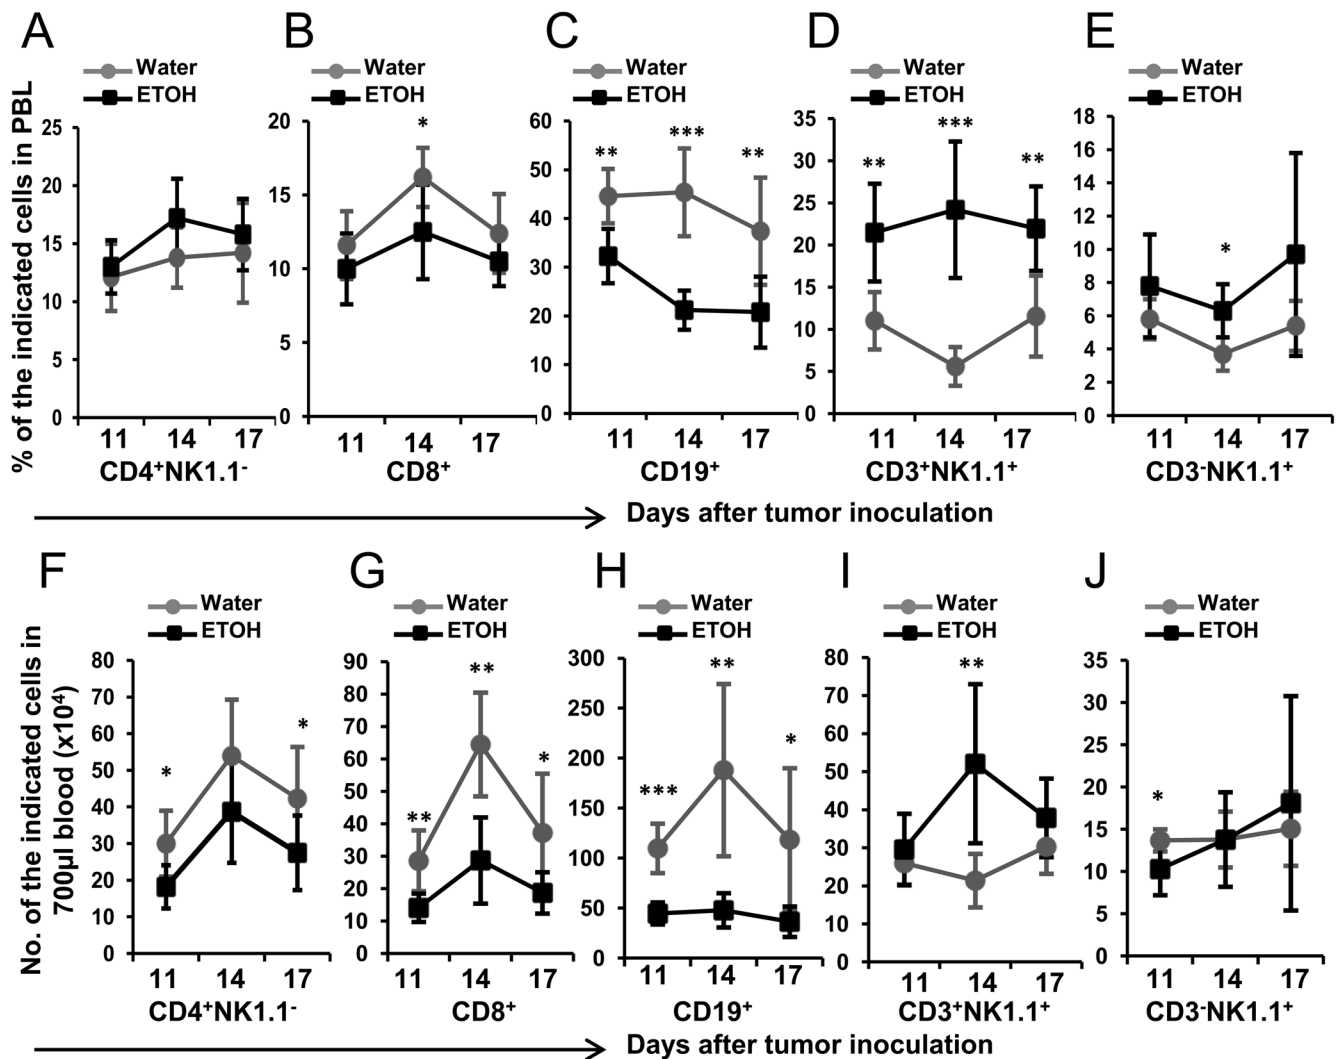 A B C D E
Water Water Water Water Water
ETOH ETOH ETOH ETOH ETOH
% of the indicated cells in PBL
25 20 15 10 5 0
11 14 17
CD4⁺NK1.1⁻
*
20 15 10 5 0
11 14 17
CD8⁺
** *** **
60 50 40 30 20 10 0
11 14 17
CD19⁺
** *** **
35 30 25 20 15 10 5 0
11 14 17
CD3⁺NK1.1⁺
*
18 16 14 12 10 8 6 4 2 0
11 14 17
CD3⁻NK1.1⁺
Days after tumor inoculation
F G H I J
Water Water Water Water Water
ETOH ETOH ETOH ETOH ETOH
No. of the indicated cells in
700µl blood (x10⁴)
* *
80 70 60 50 40 30 20 10 0
11 14 17
CD4⁺NK1.1⁻
** ** *
90 80 70 60 50 40 30 20 10 0
11 14 17
CD8⁺
*** ** *
300 250 200 150 100 50 0
11 14 17
CD19⁺
**
80 70 60 50 40 30 20 10 0
11 14 17
CD3⁺NK1.1⁺
*
35 30 25 20 15 10 5 0
11 14 17
CD3⁻NK1.1⁺
Days after tumor inoculation